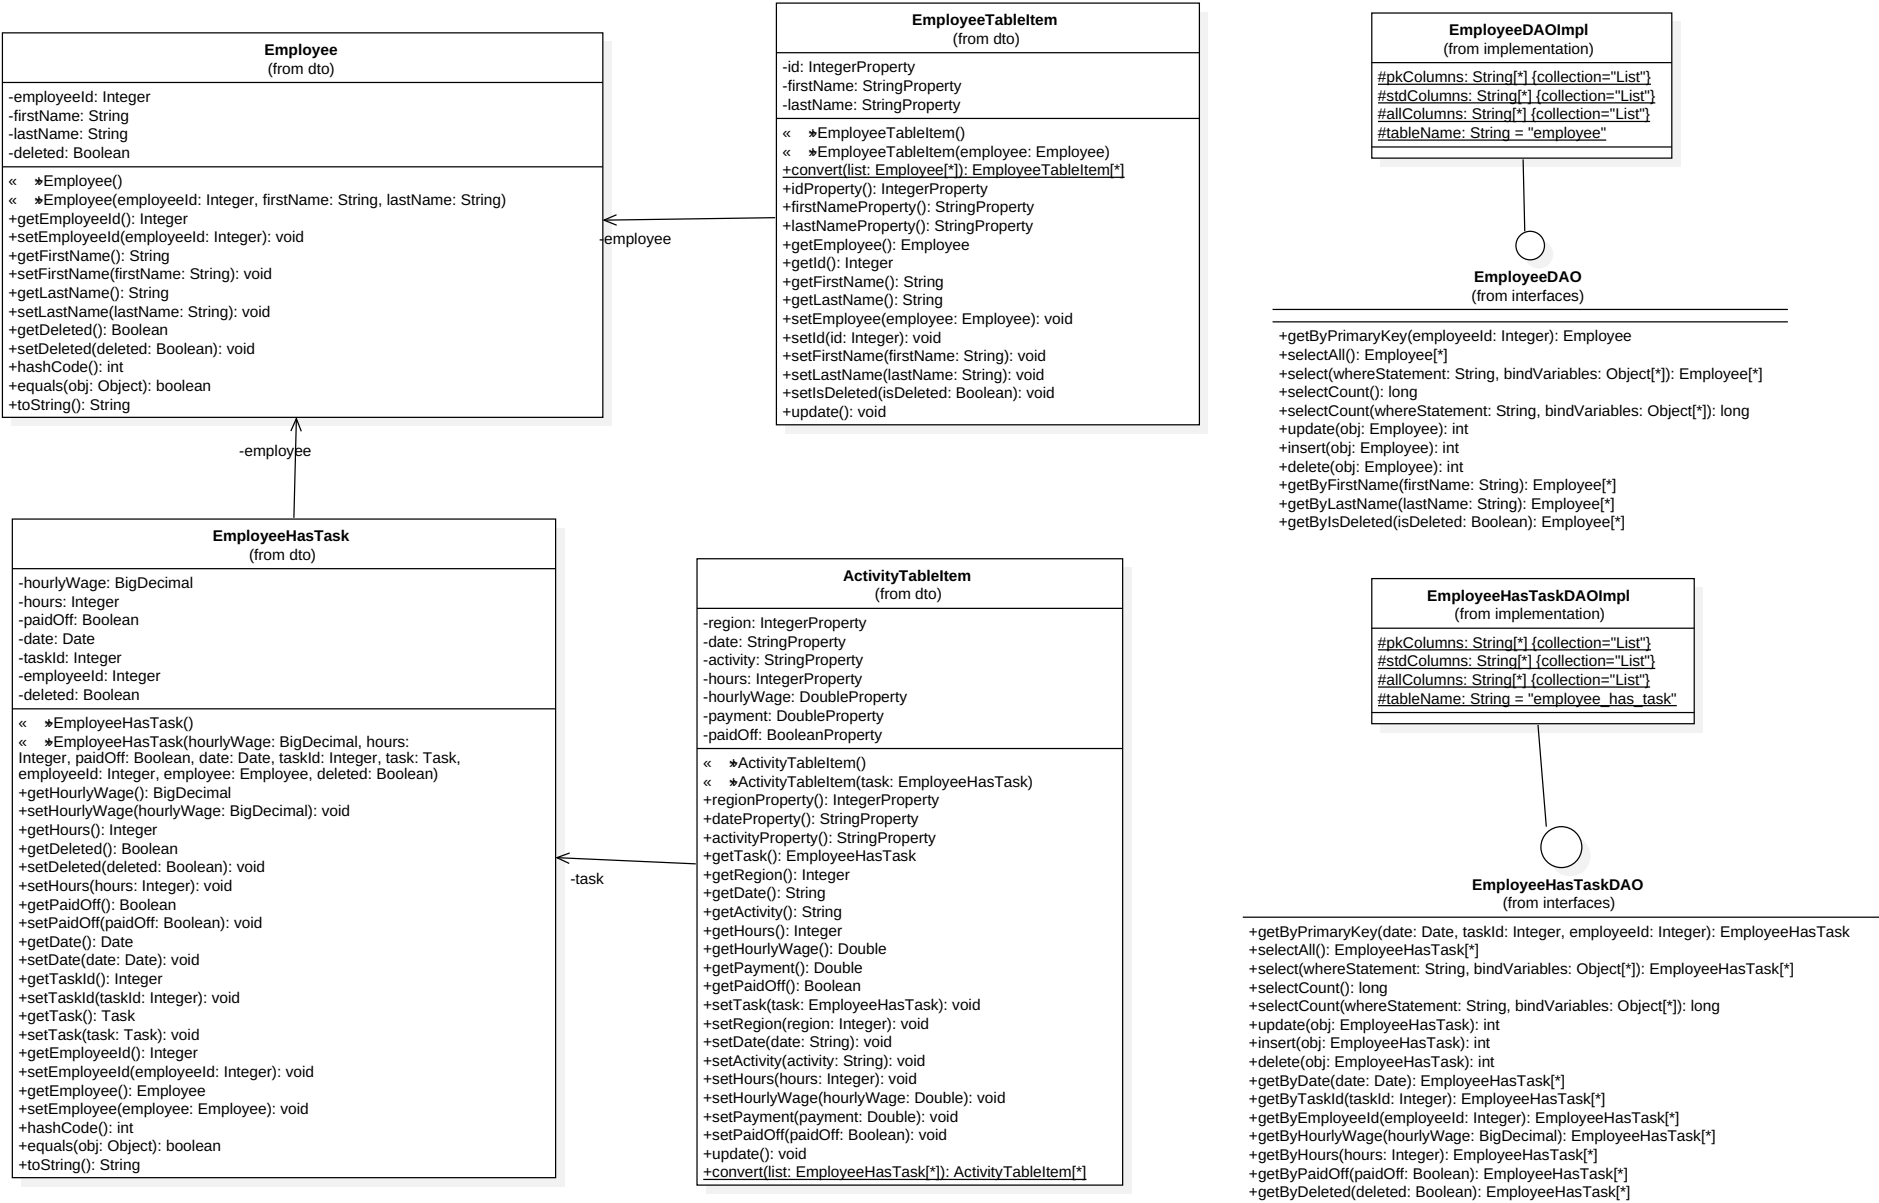 Employee
(from dto)
-employeeId: Integer
-firstName: String
-lastName: String
-deleted: Boolean
« »Employee()
« »Employee(employeeId: Integer, firstName: String, lastName: String)
+getEmployeeId(): Integer
+setEmployeeId(employeeId: Integer): void
+getFirstName(): String
+setFirstName(firstName: String): void
+getLastName(): String
+setLastName(lastName: String): void
+getDeleted(): Boolean
+setDeleted(deleted: Boolean): void
+hashCode(): int
+equals(obj: Object): boolean
+toString(): String
-employee
EmployeeTableItem
(from dto)
-id: IntegerProperty
-firstName: StringProperty
-lastName: StringProperty
« »EmployeeTableItem()
« »EmployeeTableItem(employee: Employee)
+convert(list: Employee[*]): EmployeeTableItem[*]
+idProperty(): IntegerProperty
+firstNameProperty(): StringProperty
+lastNameProperty(): StringProperty
+getEmployee(): Employee
+getId(): Integer
+getFirstName(): String
+getLastName(): String
+setEmployee(employee: Employee): void
+setId(id: Integer): void
+setFirstName(firstName: String): void
+setLastName(lastName: String): void
+setIsDeleted(isDeleted: Boolean): void
+update(): void
EmployeeDAOImpl
(from implementation)
#pkColumns: String[*] {collection="List"}
#stdColumns: String[*] {collection="List"}
#allColumns: String[*] {collection="List"}
#tableName: String = "employee"
EmployeeDAO
(from interfaces)
+getByPrimaryKey(employeeId: Integer): Employee
+selectAll(): Employee[*]
+select(whereStatement: String, bindVariables: Object[*]): Employee[*]
+selectCount(): long
+selectCount(whereStatement: String, bindVariables: Object[*]): long
+update(obj: Employee): int
+insert(obj: Employee): int
+delete(obj: Employee): int
+getByFirstName(firstName: String): Employee[*]
+getByLastName(lastName: String): Employee[*]
+getByIsDeleted(isDeleted: Boolean): Employee[*]
-employee
EmployeeHasTask
(from dto)
-hourlyWage: BigDecimal
-hours: Integer
-paidOff: Boolean
-date: Date
-taskId: Integer
-employeeId: Integer
-deleted: Boolean
« »EmployeeHasTask()
« »EmployeeHasTask(hourlyWage: BigDecimal, hours:
Integer, paidOff: Boolean, date: Date, taskId: Integer, task: Task,
employeeId: Integer, employee: Employee, deleted: Boolean)
+getHourlyWage(): BigDecimal
+setHourlyWage(hourlyWage: BigDecimal): void
+getHours(): Integer
+getDeleted(): Boolean
+setDeleted(deleted: Boolean): void
+setHours(hours: Integer): void
+getPaidOff(): Boolean
+setPaidOff(paidOff: Boolean): void
+getDate(): Date
+setDate(date: Date): void
+getTaskId(): Integer
+setTaskId(taskId: Integer): void
+getTask(): Task
+setTask(task: Task): void
+getEmployeeId(): Integer
+setEmployeeId(employeeId: Integer): void
+getEmployee(): Employee
+setEmployee(employee: Employee): void
+hashCode(): int
+equals(obj: Object): boolean
+toString(): String
-task
ActivityTableItem
(from dto)
-region: IntegerProperty
-date: StringProperty
-activity: StringProperty
-hours: IntegerProperty
-hourlyWage: DoubleProperty
-payment: DoubleProperty
-paidOff: BooleanProperty
« »ActivityTableItem()
« »ActivityTableItem(task: EmployeeHasTask)
+regionProperty(): IntegerProperty
+dateProperty(): StringProperty
+activityProperty(): StringProperty
+getTask(): EmployeeHasTask
+getRegion(): Integer
+getDate(): String
+getActivity(): String
+getHours(): Integer
+getHourlyWage(): Double
+getPayment(): Double
+getPaidOff(): Boolean
+setTask(task: EmployeeHasTask): void
+setRegion(region: Integer): void
+setDate(date: String): void
+setActivity(activity: String): void
+setHours(hours: Integer): void
+setHourlyWage(hourlyWage: Double): void
+setPayment(payment: Double): void
+setPaidOff(paidOff: Boolean): void
+update(): void
+convert(list: EmployeeHasTask[*]): ActivityTableItem[*]
EmployeeHasTaskDAOImpl
(from implementation)
#pkColumns: String[*] {collection="List"}
#stdColumns: String[*] {collection="List"}
#allColumns: String[*] {collection="List"}
#tableName: String = "employee_has_task"
EmployeeHasTaskDAO
(from interfaces)
+getByPrimaryKey(date: Date, taskId: Integer, employeeId: Integer): EmployeeHasTask
+selectAll(): EmployeeHasTask[*]
+select(whereStatement: String, bindVariables: Object[*]): EmployeeHasTask[*]
+selectCount(): long
+selectCount(whereStatement: String, bindVariables: Object[*]): long
+update(obj: EmployeeHasTask): int
+insert(obj: EmployeeHasTask): int
+delete(obj: EmployeeHasTask): int
+getByDate(date: Date): EmployeeHasTask[*]
+getByTaskId(taskId: Integer): EmployeeHasTask[*]
+getByEmployeeId(employeeId: Integer): EmployeeHasTask[*]
+getByHourlyWage(hourlyWage: BigDecimal): EmployeeHasTask[*]
+getByHours(hours: Integer): EmployeeHasTask[*]
+getByPaidOff(paidOff: Boolean): EmployeeHasTask[*]
+getByDeleted(deleted: Boolean): EmployeeHasTask[*]